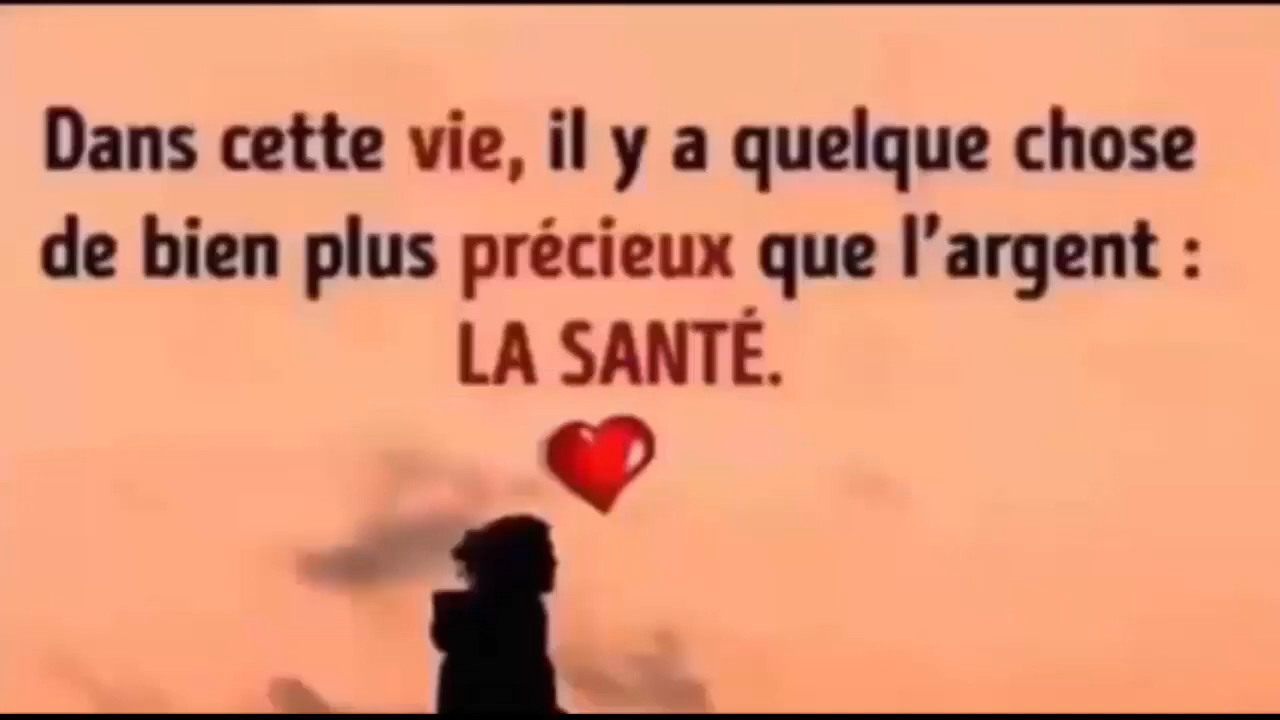 Dans cette vie, il y a quelque chose
de bien plus précieux que l'argent :
LA SANTÉ.